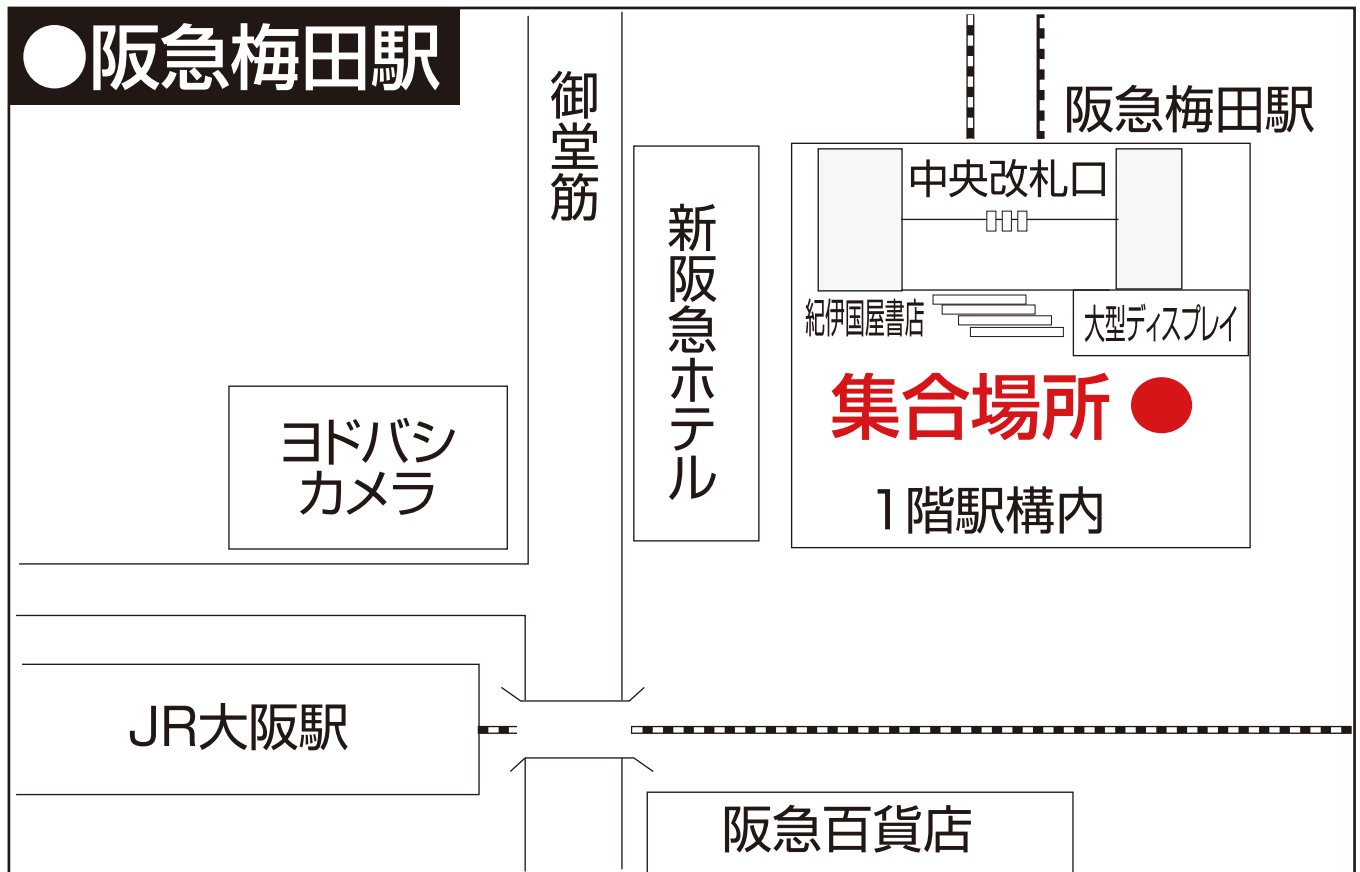 ●阪急梅田駅
御堂筋
阪急梅田駅
中央改札口
新阪急ホテル
紀伊国屋書店
大型ディスプレイ
集合場所 ●
ヨドバシ
カメラ
1階駅構内
JR大阪駅
阪急百貨店